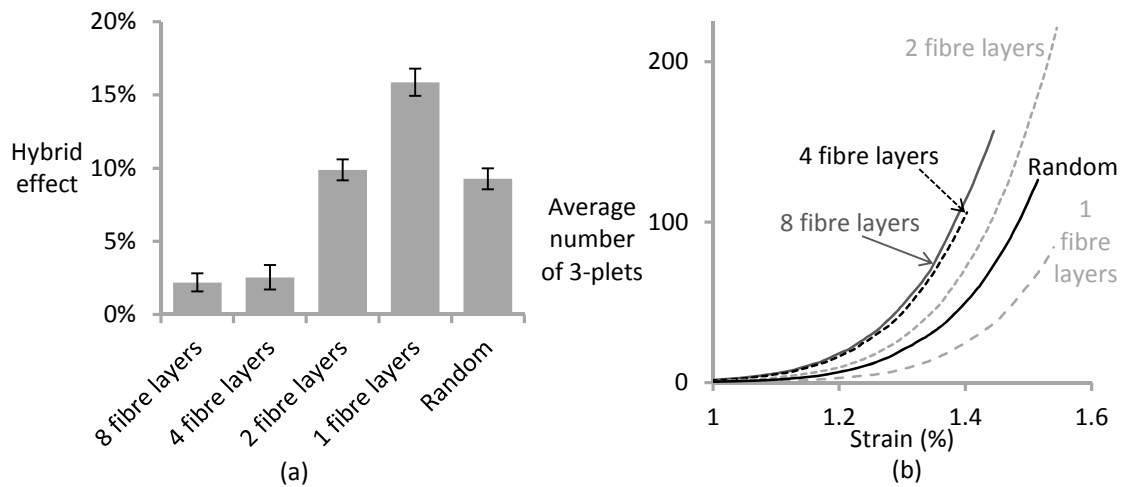 20%
15%
10%
5%
0%
Hybrid
effect
8 fibre layers
4 fibre layers
2 fibre layers
1 fibre layers
Random
(a)
200
100
0
Average
number
of 3-plets
2 fibre layers
4 fibre layers
Random
8 fibre layers
1
fibre
layers
1
1.2
1.4
1.6
Strain (%)
(b)